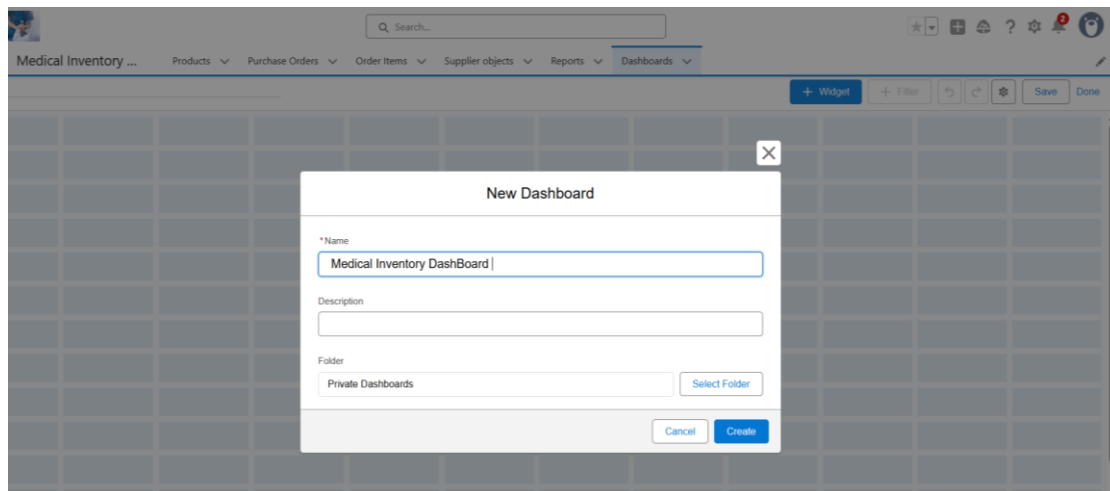 Search...
2
Medical Inventory ... Products Purchase Orders Order Items Supplier objects Reports Dashboards
+ Widget + Filter Save Done
New Dashboard
*Name
Medical Inventory DashBoard
Description
Folder
Private Dashboards Select Folder
Cancel Create